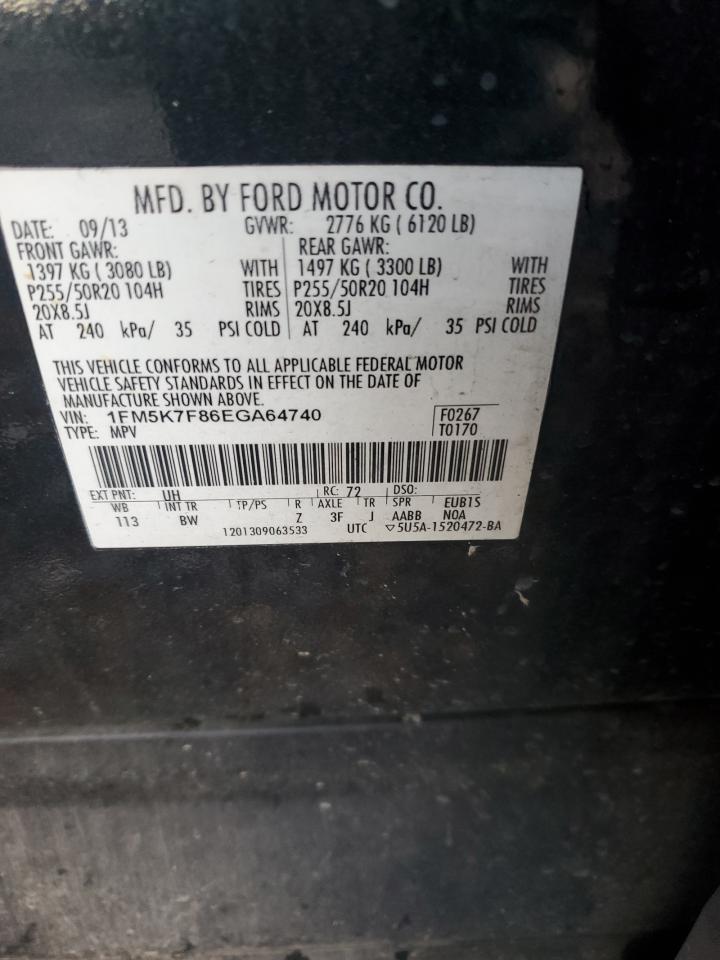 MFD. BY FORD MOTOR CO.
DATE: 09/13 GVWR: 2776 KG ( 6120 LB)
FRONT GAWR: REAR GAWR:
1397 KG ( 3080 LB) WITH 1497 KG ( 3300 LB) WITH
P255/50R20 104H TIRES P255/50R20 104H TIRES
20X8.5J RIMS 20X8.5J RIMS
AT 240 kPa/ 35 PSI COLD AT 240 kPa/ 35 PSI COLD
THIS VEHICLE CONFORMS TO ALL APPLICABLE FEDERAL MOTOR
VEHICLE SAFETY STANDARDS IN EFFECT ON THE DATE OF
MANUFACTURE SHOWN ABOVE.
VIN: 1FM5K7F86EGA64740 F0267
TYPE: MPV T0170
EXT PNT: UH RC: 72 DSO:
WB INT TR TP/PS R AXLE TR SPR EUB1S
113 BW Z 3F J AABB NOA
1201309063533 UTC ▽5U5A-1520472-BA